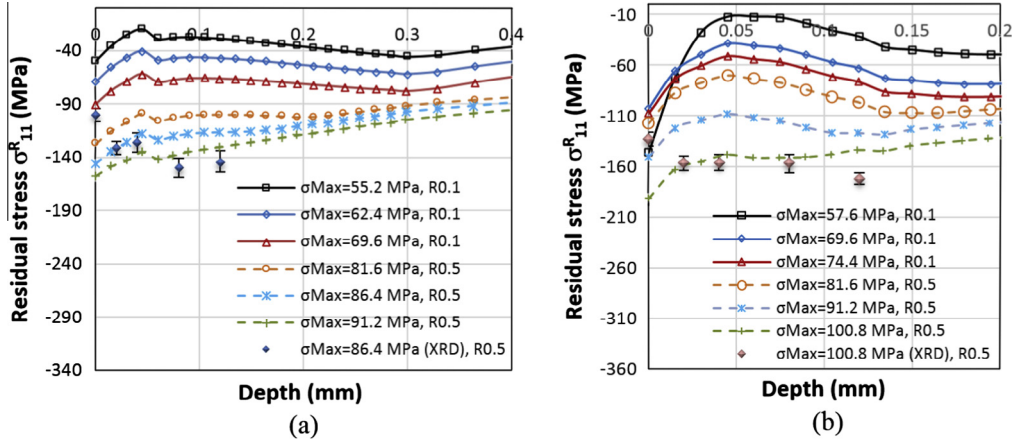 Residual stress σᴿ₁₁ (MPa)
0 0.1 0.2 0.3 0.4
-40
-90
-140
-190
-240
-290
-340
σMax=55.2 MPa, R0.1
σMax=62.4 MPa, R0.1
σMax=69.6 MPa, R0.1
σMax=81.6 MPa, R0.5
σMax=86.4 MPa, R0.5
σMax=91.2 MPa, R0.5
σMax=86.4 MPa (XRD), R0.5
Depth (mm)
(a)
Residual stress σᴿ₁₁ (MPa)
0 0.05 0.1 0.15 0.2
-10
-60
-110
-160
-210
-260
-310
-360
σMax=57.6 MPa, R0.1
σMax=69.6 MPa, R0.1
σMax=74.4 MPa, R0.1
σMax=81.6 MPa, R0.5
σMax=91.2 MPa, R0.5
σMax=100.8 MPa, R0.5
σMax=100.8 MPa (XRD), R0.5
Depth (mm)
(b)